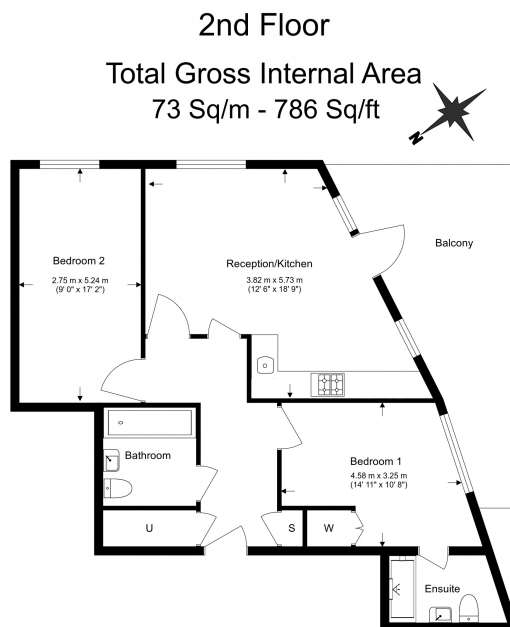 2nd Floor
Total Gross Internal Area
73 Sq/m - 786 Sq/ft
N
Bedroom 2
2.75 m x 5.24 m
(9' 0" x 17' 2")
Reception/Kitchen
3.82 m x 5.73 m
(12' 6" x 18' 9")
Balcony
Bathroom
Bedroom 1
4.58 m x 3.25 m
(14' 11" x 10' 8")
U
S
W
Ensuite